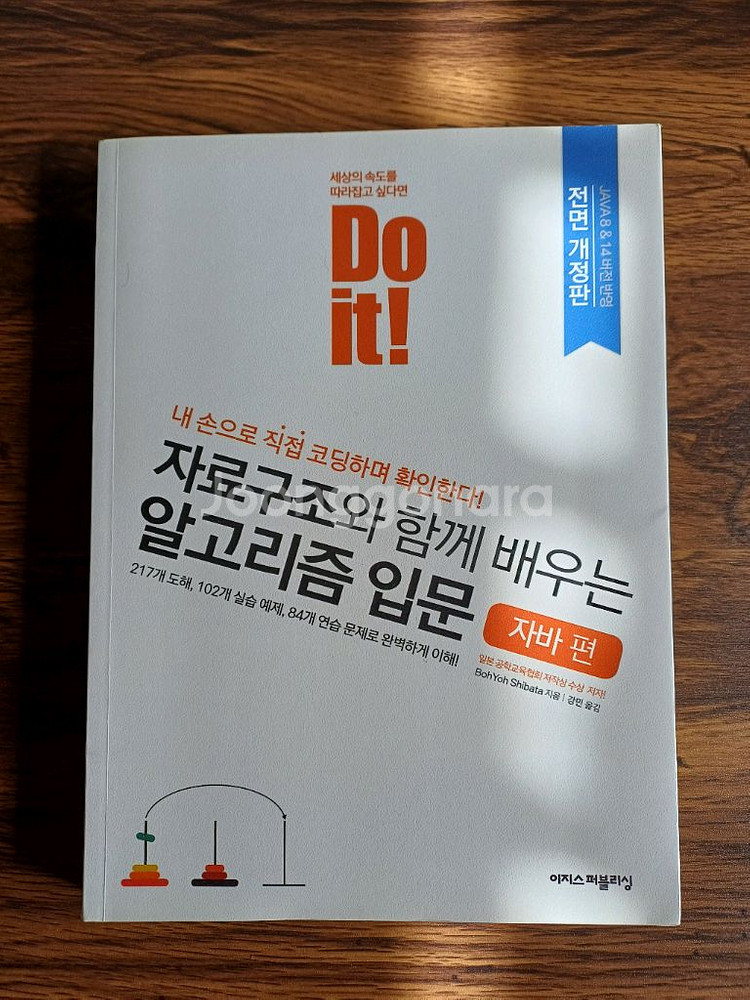 세상의 속도를
따라잡고 싶다면
Do
it!
JAVA 8 & 14 버전 반영
전면 개정판
내 손으로 직접 코딩하며 확인한다!
자료구조와 함께 배우는
알고리즘 입문
자바 편
217개 도해, 102개 실습 예제, 84개 연습 문제로 완벽하게 이해!
일본 공학교육협회 저작상 수상 저자!
BohYoh Shibata 지음 | 강민 옮김
이지스퍼블리싱
Joonggonara